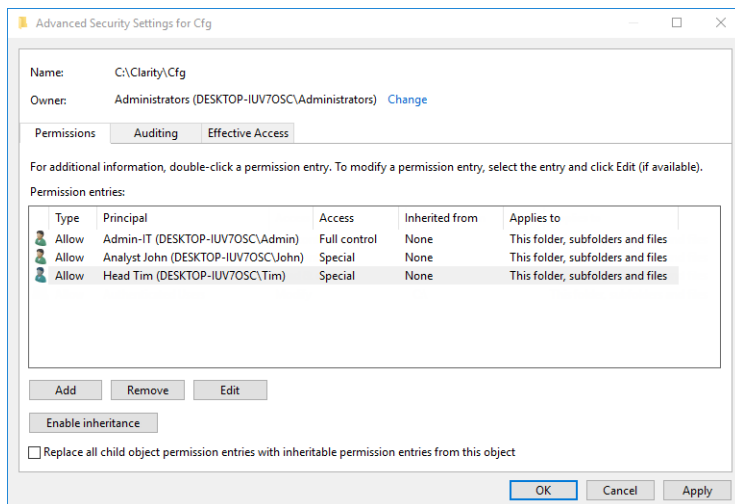 Advanced Security Settings for Cfg
Name: C:\Clarity\Cfg
Owner: Administrators (DESKTOP-IUV7OSC\Administrators) Change
Permissions Auditing Effective Access
For additional information, double-click a permission entry. To modify a permission entry, select the entry and click Edit (if available).
Permission entries:
Type Principal Access Inherited from Applies to
Allow Admin-IT (DESKTOP-IUV7OSC\Admin) Full control None This folder, subfolders and files
Allow Analyst John (DESKTOP-IUV7OSC\John) Special None This folder, subfolders and files
Allow Head Tim (DESKTOP-IUV7OSC\Tim) Special None This folder, subfolders and files
Add Remove Edit
Enable inheritance
Replace all child object permission entries with inheritable permission entries from this object
OK Cancel Apply